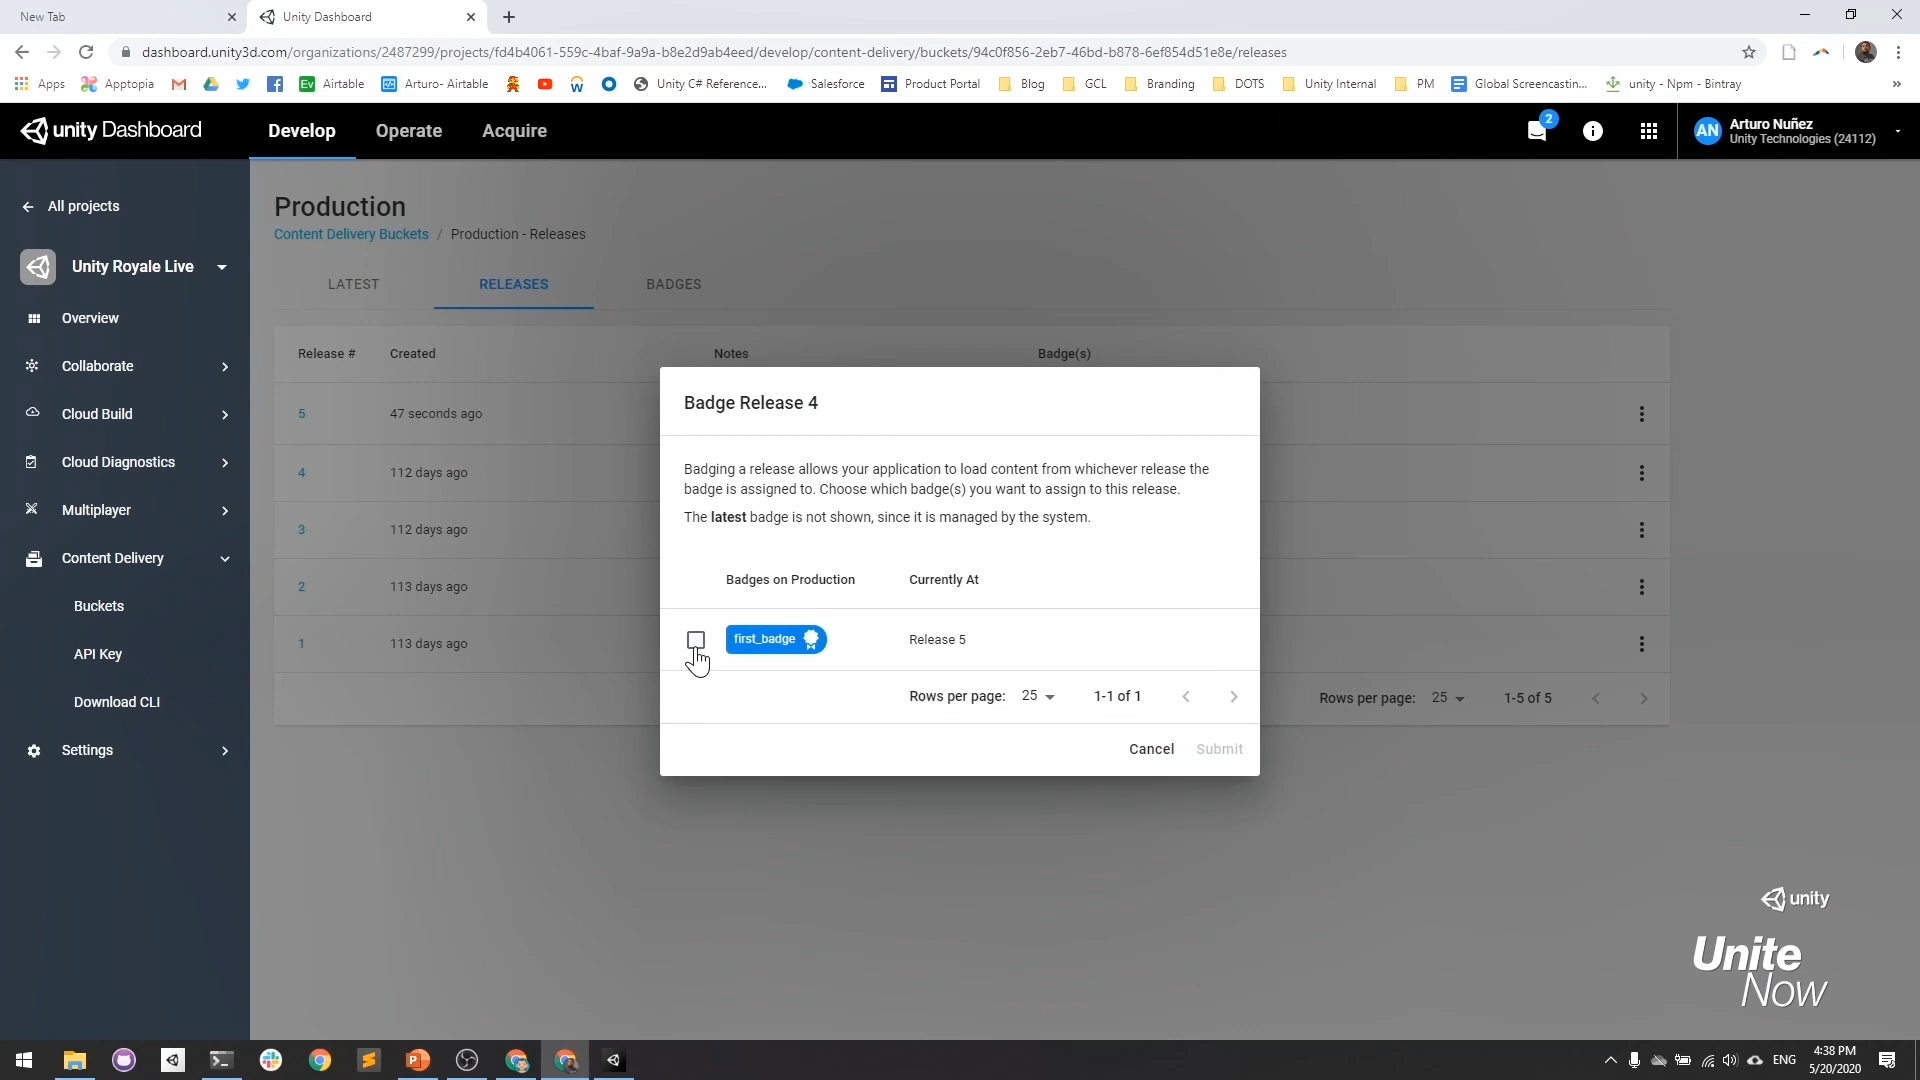 New Tab
Unity Dashboard
dashboard.unity3d.com/organizations/2487299/projects/fd4b4061-559c-4baf-9a9a-b8e2d9ab4eed/develop/content-delivery/buckets/94c0f856-2eb7-46bd-b878-6ef854d51e8e/releases
Apps
Apptopia
Airtable
Arturo- Airtable
Unity C# Reference...
Salesforce
Product Portal
Blog
GCL
Branding
DOTS
Unity Internal
PM
Global Screencastin...
unity - Npm - Bintray
unity Dashboard
Develop
Operate
Acquire
2
AN
Arturo Nuñez
Unity Technologies (24112)
All projects
Unity Royale Live
Overview
Collaborate
Cloud Build
Cloud Diagnostics
Multiplayer
Content Delivery
Buckets
API Key
Download CLI
Settings
Production
Content Delivery Buckets / Production - Releases
LATEST
RELEASES
BADGES
Release # Created Notes Badge(s)
5 47 seconds ago
4 112 days ago
3 112 days ago
2 113 days ago
1 113 days ago
Rows per page: 25 1-5 of 5
Badge Release 4
Badging a release allows your application to load content from whichever release the
badge is assigned to. Choose which badge(s) you want to assign to this release.
The latest badge is not shown, since it is managed by the system.
Badges on Production Currently At
first_badge Release 5
Rows per page: 25 1-1 of 1
Cancel Submit
unity
Unite
Now
ENG
4:38 PM
5/20/2020